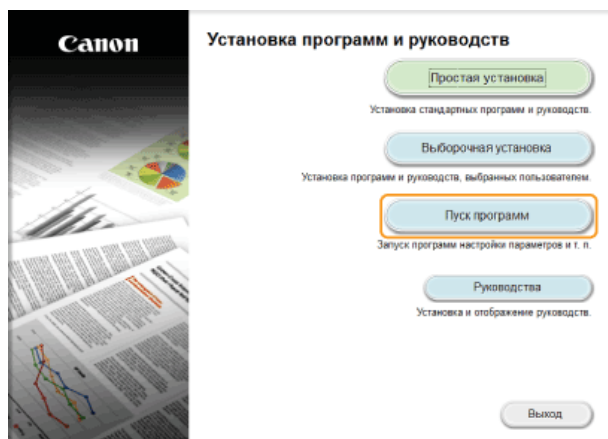 Canon
Установка программ и руководств
Простая установка
Установка стандартных программ и руководств.
Выборочная установка
Установка программ и руководств, выбранных пользователем.
Пуск программ
Запуск программ настройки параметров и т. п.
Руководства
Установка и отображение руководств.
Выход